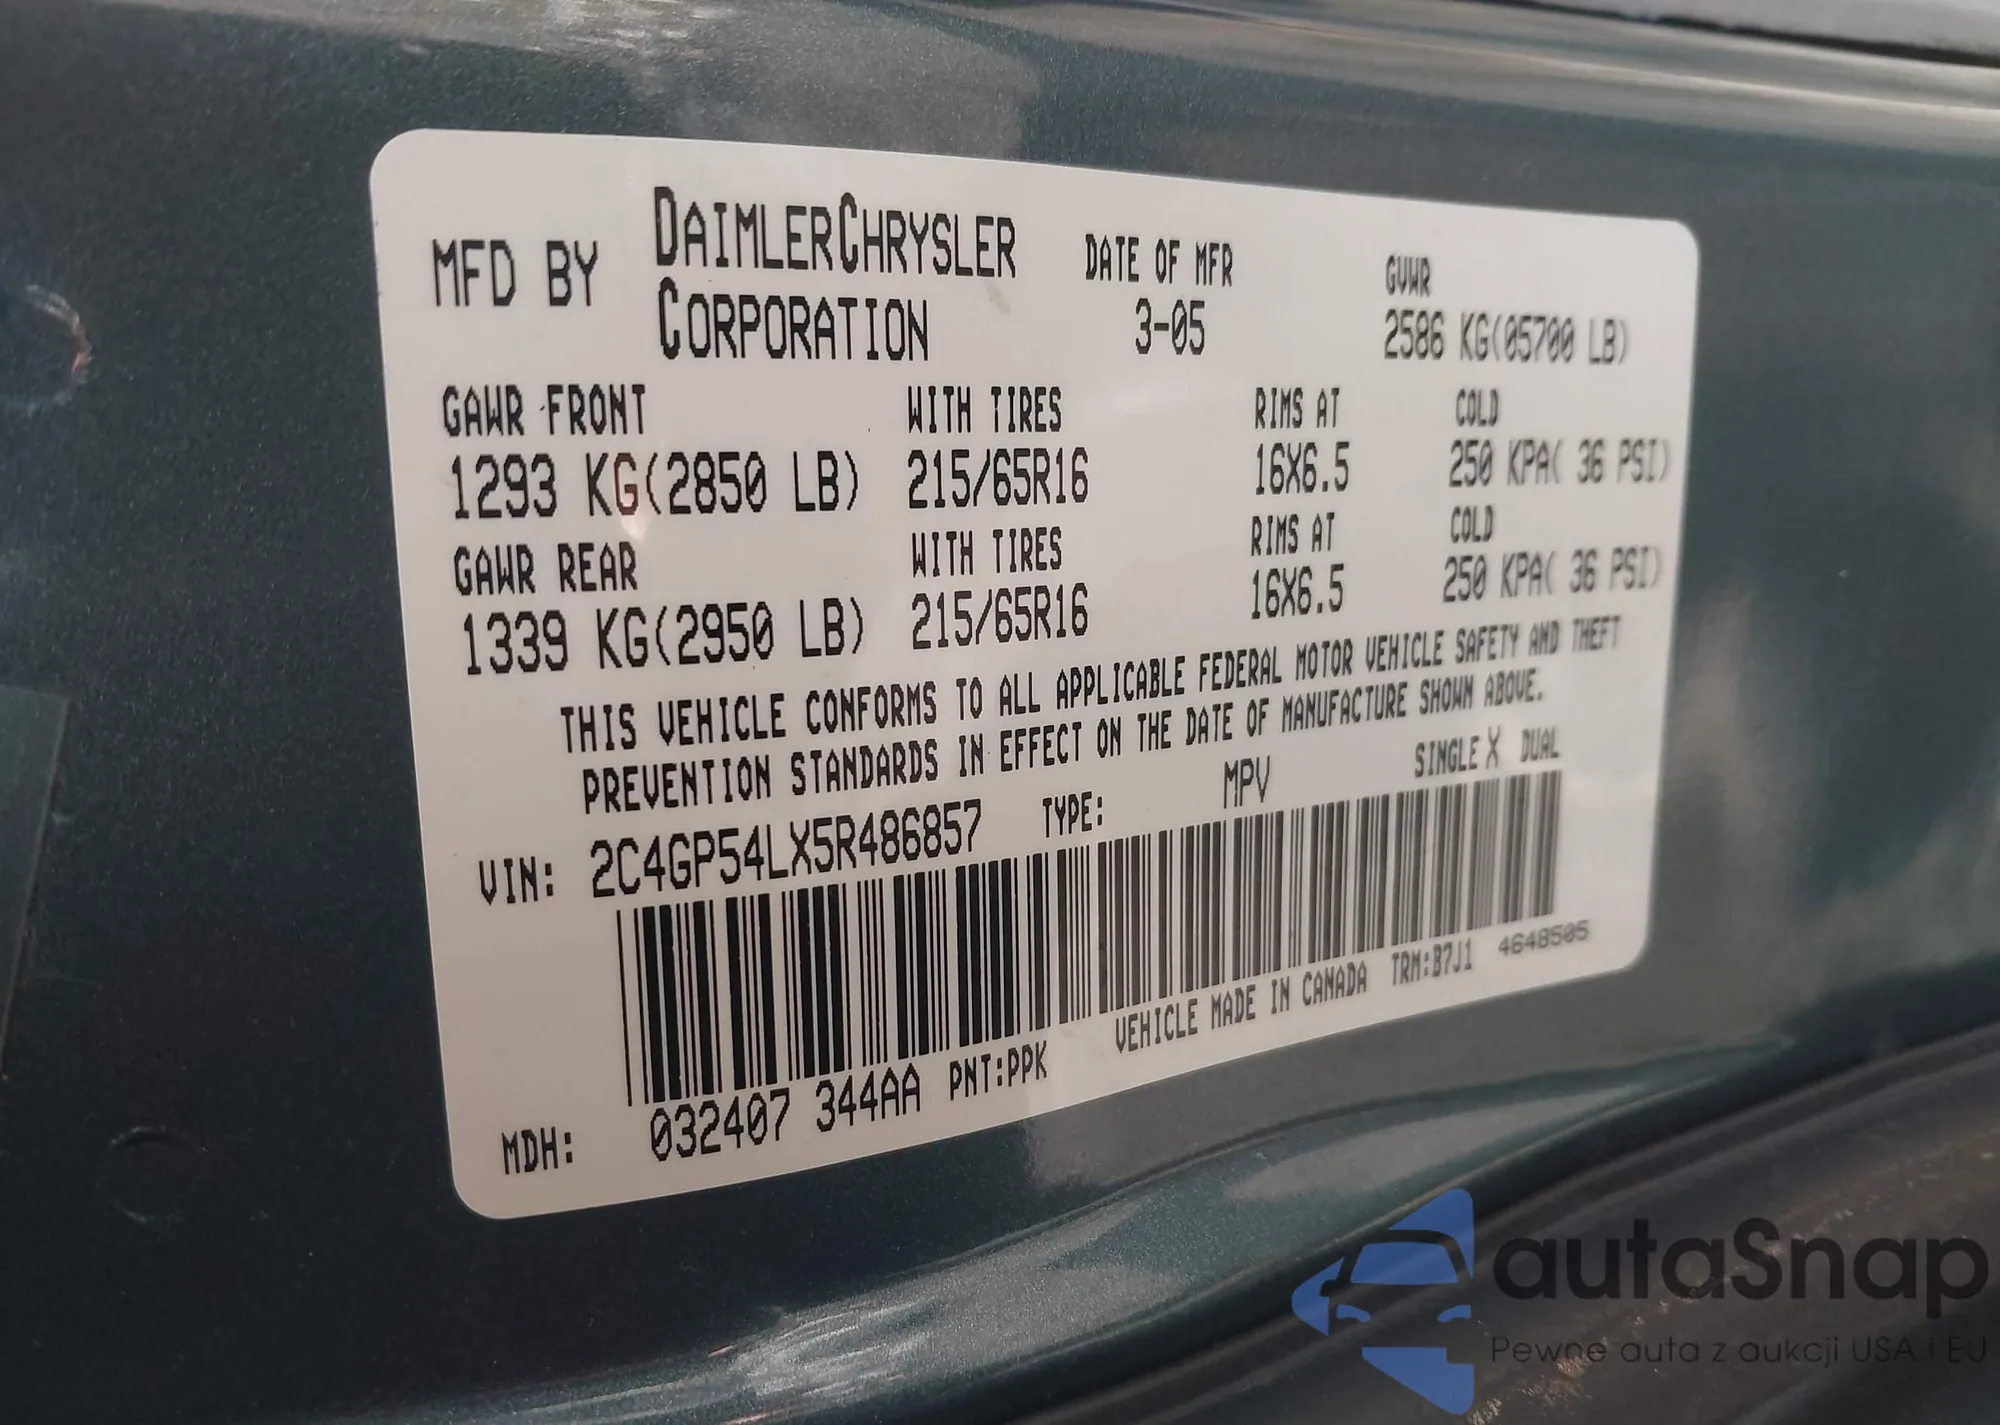 MFD BY DAIMLERCHRYSLER CORPORATION DATE OF MFR 3-05 GVWR 2586 KG(05700 LB)
GAWR FRONT WITH TIRES RIMS AT COLD
1293 KG(2850 LB) 215/65R16 16X6.5 250 KPA( 36 PSI)
GAWR REAR WITH TIRES RIMS AT COLD
1339 KG(2950 LB) 215/65R16 16X6.5 250 KPA( 36 PSI)
THIS VEHICLE CONFORMS TO ALL APPLICABLE FEDERAL MOTOR VEHICLE SAFETY AND THEFT
PREVENTION STANDARDS IN EFFECT ON THE DATE OF MANUFACTURE SHOWN ABOVE.
VIN: 2C4GP54LX5R486857 TYPE: MPV SINGLE X DUAL
MDH: 032407 344AA PNT:PPK VEHICLE MADE IN CANADA TRM:B7J1 4648505
autaSnap
Pewne auta z aukcji USA i EU